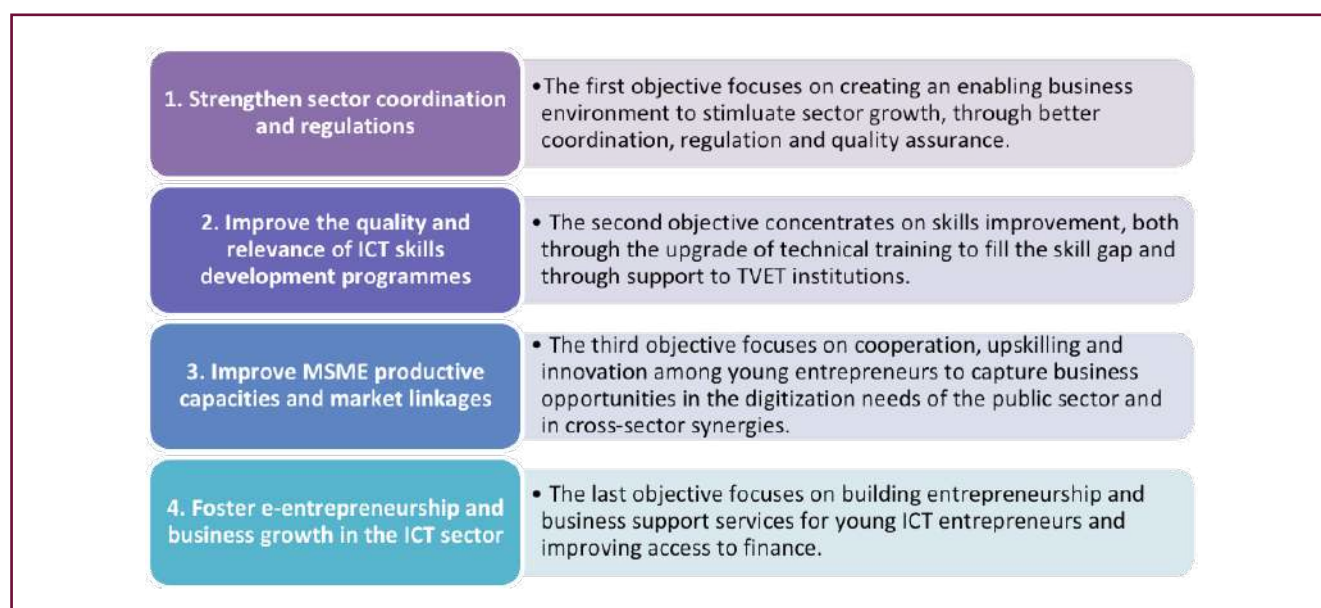 1. Strengthen sector coordination
and regulations
•The first objective focuses on creating an enabling business
environment to stimluate sector growth, through better
coordination, regulation and quality assurance.
2. Improve the quality and
relevance of ICT skills
development programmes
• The second objective concentrates on skills improvement, both
through the upgrade of technical training to fill the skill gap and
through support to TVET institutions.
3. Improve MSME productive
capacities and market linkages
• The third objective focuses on cooperation, upskilling and
innovation among young entrepreneurs to capture business
opportunities in the digitization needs of the public sector and
in cross-sector synergies.
4. Foster e-entrepreneurship and
business growth in the ICT sector
• The last objective focuses on building entrepreneurship and
business support services for young ICT entrepreneurs and
improving access to finance.